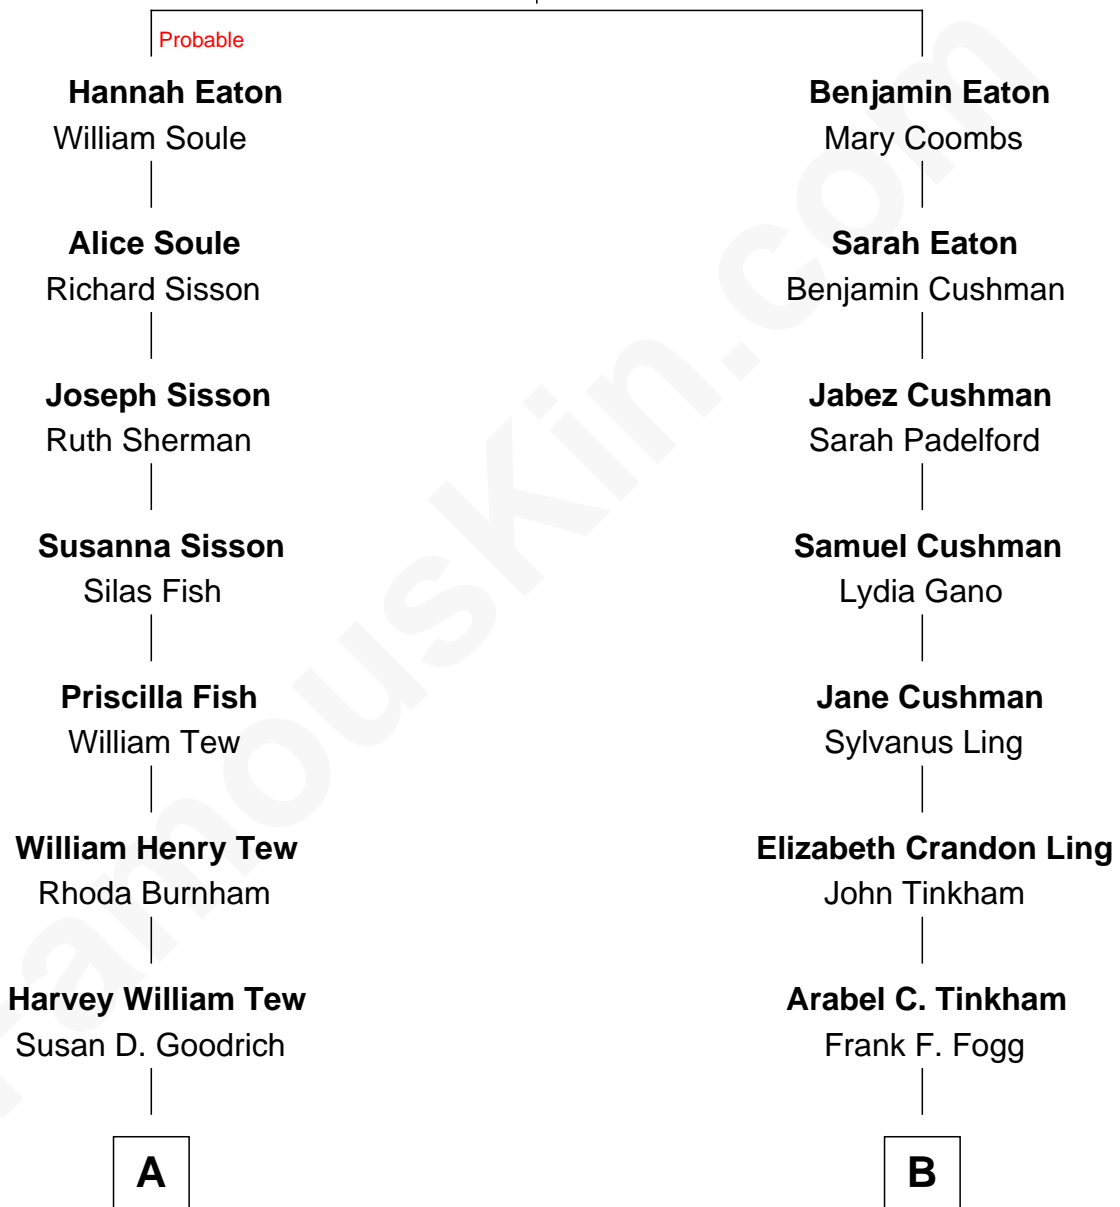 Probable
Hannah Eaton
William Soule
Benjamin Eaton
Mary Coombs
Alice Soule
Richard Sisson
Sarah Eaton
Benjamin Cushman
Joseph Sisson
Ruth Sherman
Jabez Cushman
Sarah Padelford
Susanna Sisson
Silas Fish
Samuel Cushman
Lydia Gano
Priscilla Fish
William Tew
Jane Cushman
Sylvanus Ling
William Henry Tew
Rhoda Burnham
Elizabeth Crandon Ling
John Tinkham
Harvey William Tew
Susan D. Goodrich
Arabel C. Tinkham
Frank F. Fogg
A
B
FamousKin.com